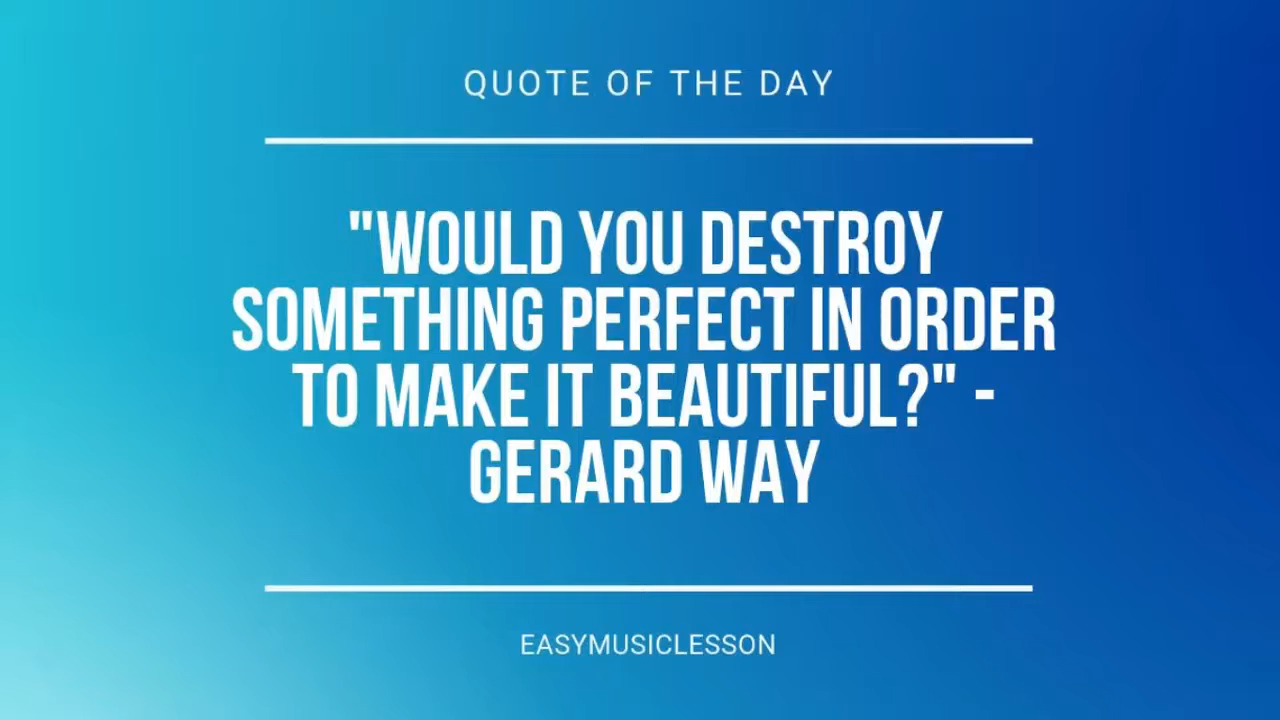 QUOTE OF THE DAY
"WOULD YOU DESTROY
SOMETHING PERFECT IN ORDER
TO MAKE IT BEAUTIFUL?" -
GERARD WAY
EASYMUSICLESSON